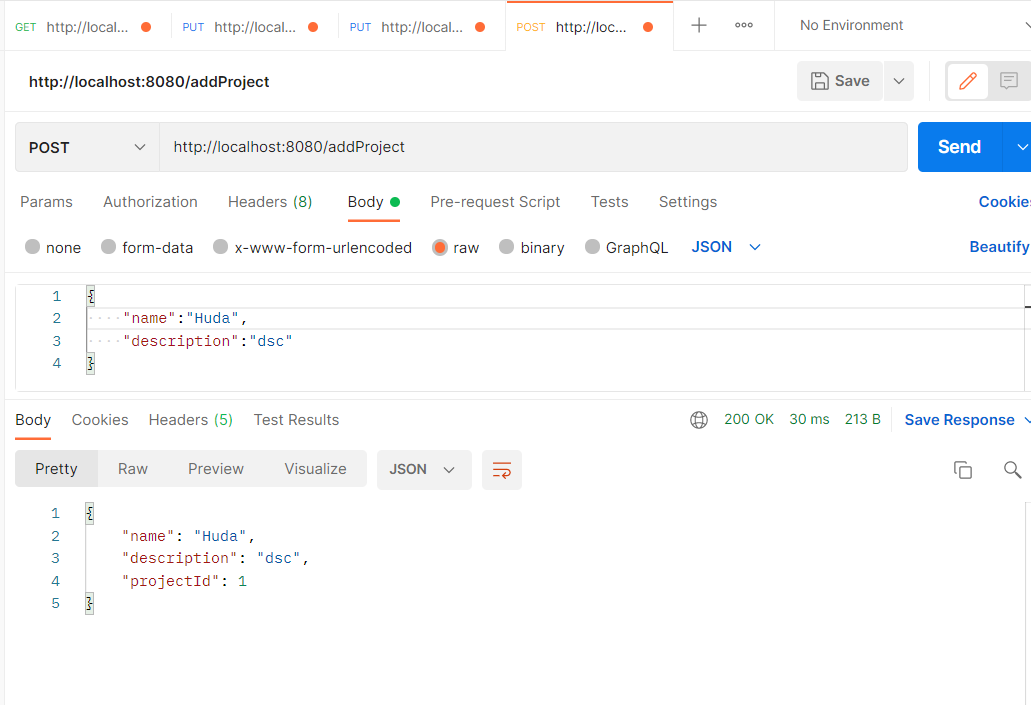 GET http://local... PUT http://local... PUT http://local... POST http://loc... No Environment
http://localhost:8080/addProject Save
POST http://localhost:8080/addProject Send
Params Authorization Headers (8) Body Pre-request Script Tests Settings Cookies
none form-data x-www-form-urlencoded raw binary GraphQL JSON Beautify
1 {
2 "name":"Huda",
3 "description":"dsc"
4 }
Body Cookies Headers (5) Test Results 200 OK 30 ms 213 B Save Response
Pretty Raw Preview Visualize JSON
1 {
2 "name": "Huda",
3 "description": "dsc",
4 "projectId": 1
5 }